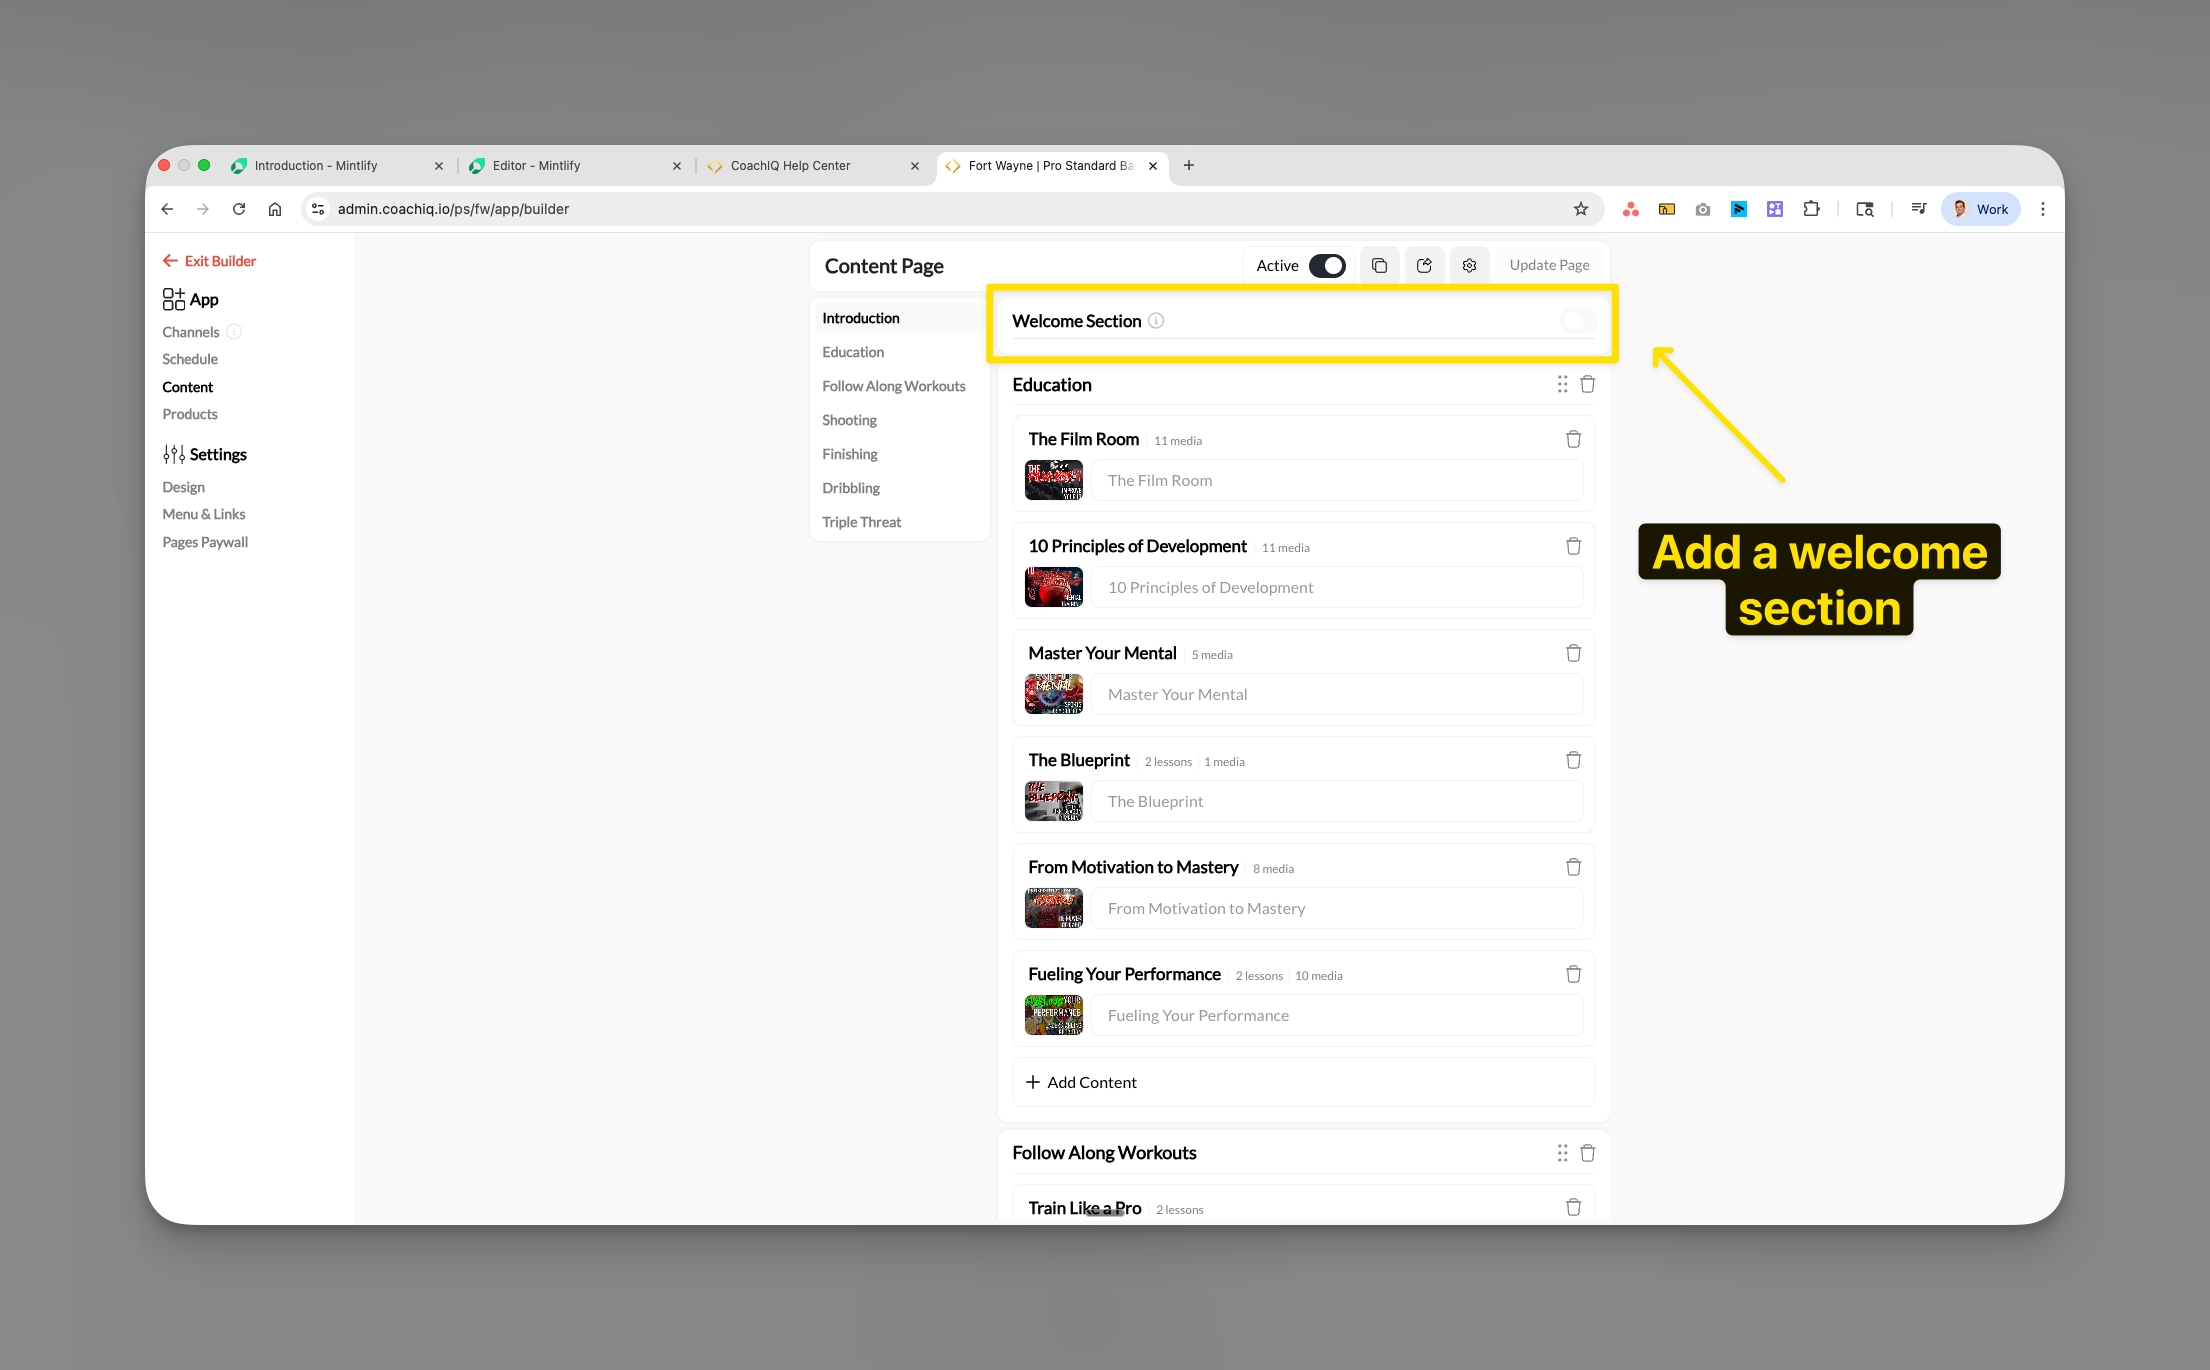 Introduction - Mintlify
Editor - Mintlify
CoachIQ Help Center
Fort Wayne | Pro Standard Ba
admin.coachiq.io/ps/fw/app/builder
Work
Exit Builder
App
Channels
Schedule
Content
Products
Settings
Design
Menu & Links
Pages Paywall
Content Page
Active
Update Page
Introduction
Education
Follow Along Workouts
Shooting
Finishing
Dribbling
Triple Threat
Welcome Section
Education
The Film Room
11 media
The Film Room
10 Principles of Development
11 media
10 Principles of Development
Master Your Mental
5 media
Master Your Mental
The Blueprint
2 lessons
1 media
The Blueprint
From Motivation to Mastery
8 media
From Motivation to Mastery
Fueling Your Performance
2 lessons
10 media
Fueling Your Performance
Add Content
Follow Along Workouts
Train Like a Pro
2 lessons
Add a welcome
section